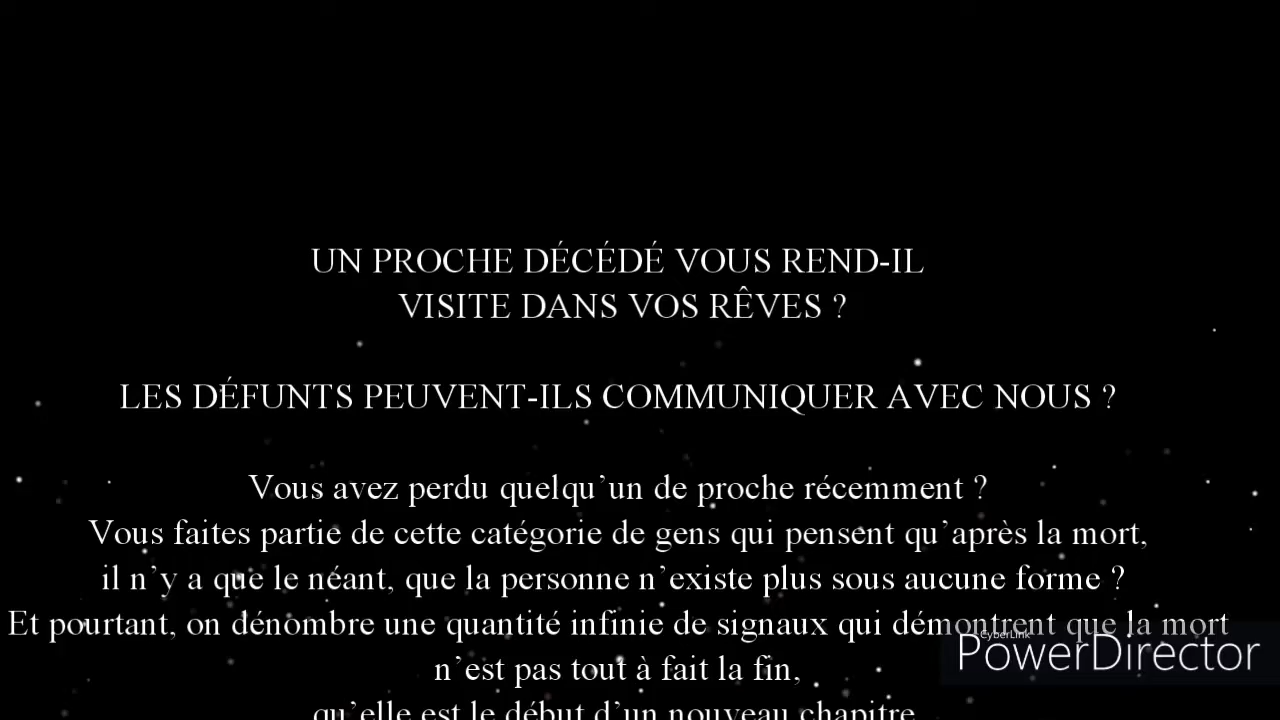 UN PROCHE DÉCÉDÉ VOUS REND-IL
VISITE DANS VOS RÊVES ?
LES DÉFUNTS PEUVENT-ILS COMMUNIQUER AVEC NOUS ?
Vous avez perdu quelqu’un de proche récemment ?
Vous faites partie de cette catégorie de gens qui pensent qu’après la mort,
il n’y a que le néant, que la personne n’existe plus sous aucune forme ?
Et pourtant, on dénombre une quantité infinie de signaux qui démontrent que la mort
n’est pas tout à fait la fin,
qu’elle est le début d’un nouveau chapitre
CyberLink
PowerDirector